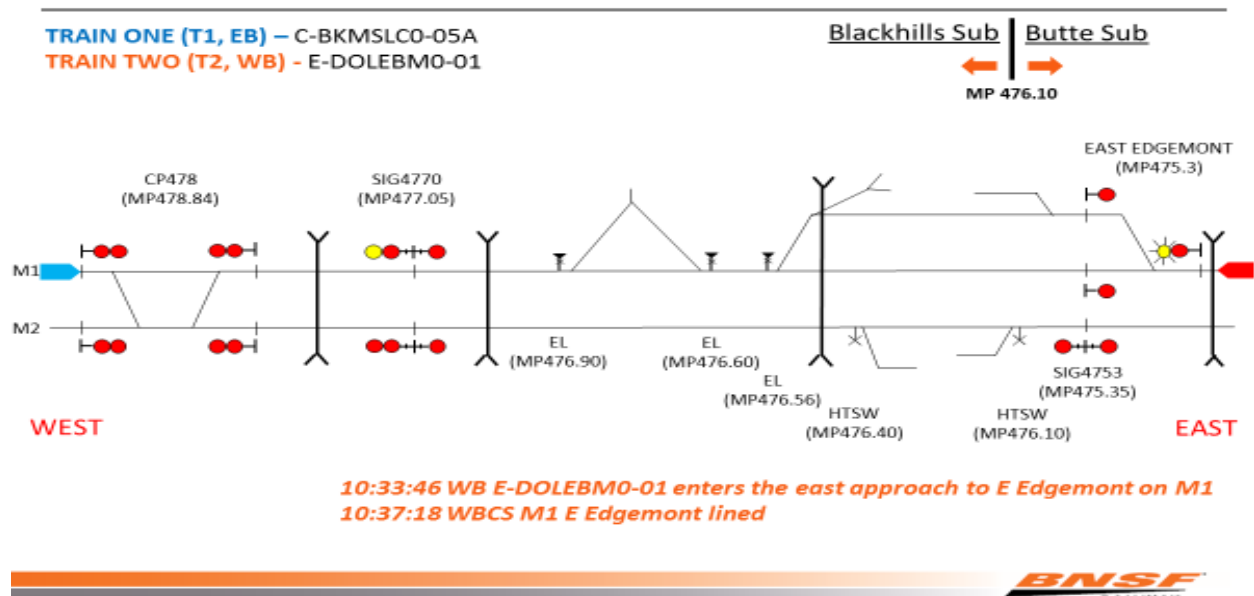 TRAIN ONE (T1, EB) – C-BKMSLC0-05A
TRAIN TWO (T2, WB) - E-DOLEBM0-01
Blackhills Sub
Butte Sub
MP 476.10
CP478
(MP478.84)
SIG4770
(MP477.05)
EAST EDGEMONT
(MP475.3)
M1
M2
EL
(MP476.90)
EL
(MP476.60)
EL
(MP476.56)
HTSW
(MP476.40)
HTSW
(MP476.10)
SIG4753
(MP475.35)
WEST
EAST
10:33:46 WB E-DOLEBM0-01 enters the east approach to E Edgemont on M1
10:37:18 WBCS M1 E Edgemont lined
BNSF